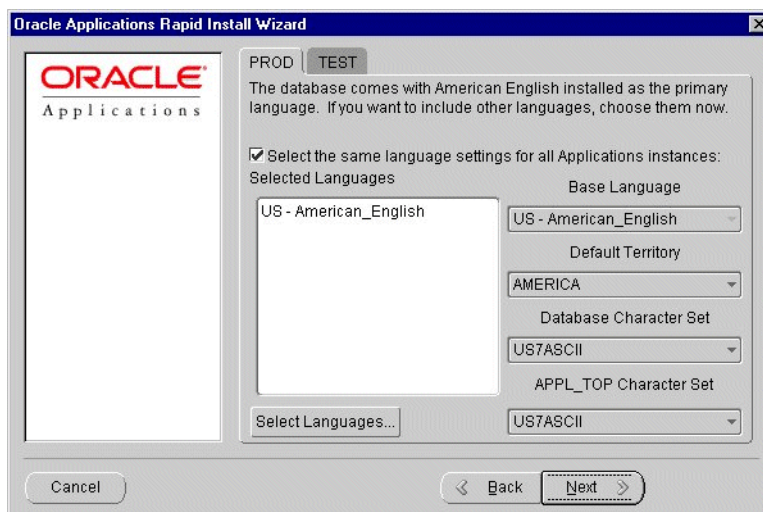 Oracle Applications Rapid Install Wizard
ORACLE
Applications
PROD
TEST
The database comes with American English installed as the primary
language. If you want to include other languages, choose them now.
Select the same language settings for all Applications instances:
Selected Languages
US - American_English
Select Languages...
Base Language
US - American_English
Default Territory
AMERICA
Database Character Set
US7ASCII
APPL_TOP Character Set
US7ASCII
Cancel
Back
Next